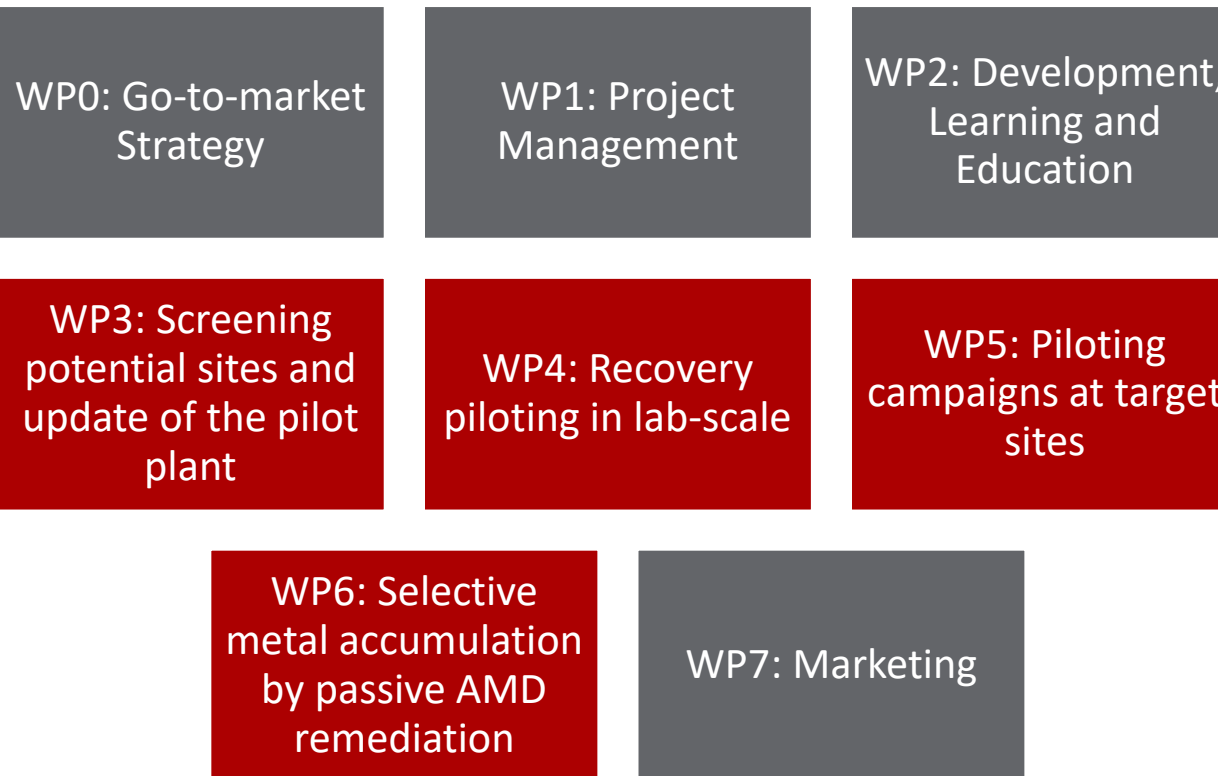 WP0: Go-to-market
Strategy
WP1: Project
Management
WP2: Development,
Learning and
Education
WP3: Screening
potential sites and
update of the pilot
plant
WP4: Recovery
piloting in lab-scale
WP5: Piloting
campaigns at target
sites
WP6: Selective
metal accumulation
by passive AMD
remediation
WP7: Marketing